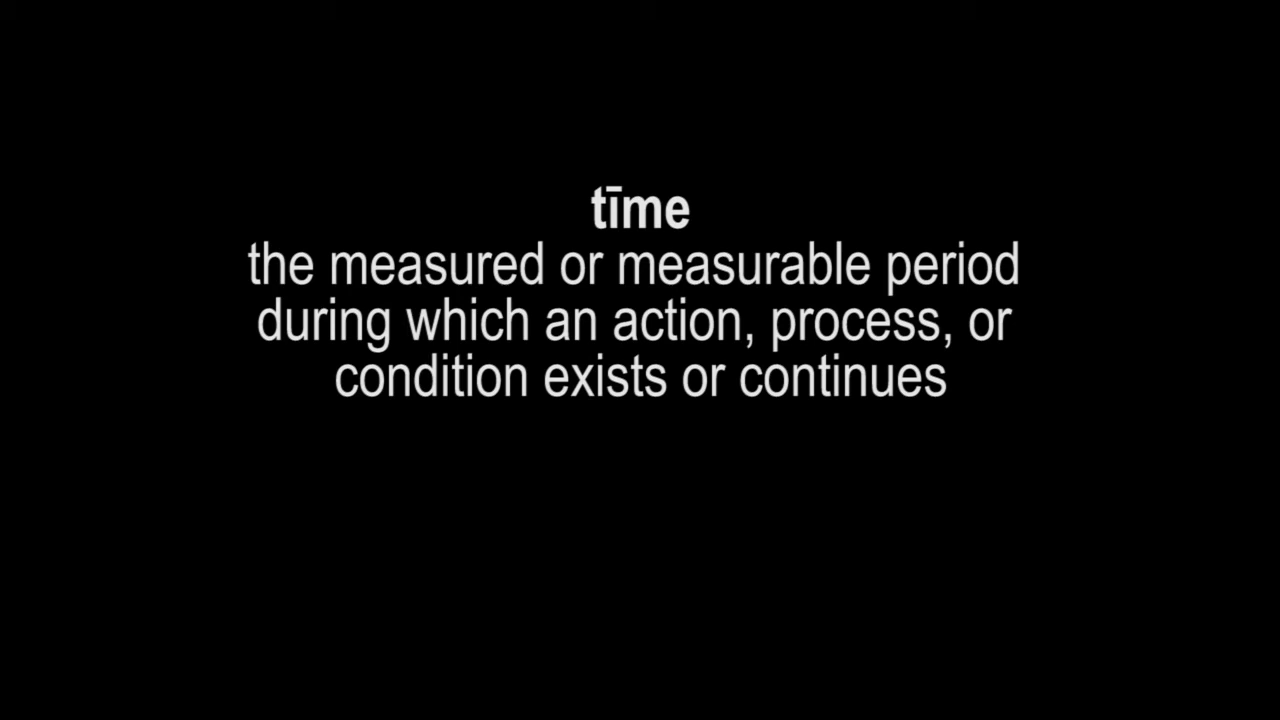 tīme
the measured or measurable period
during which an action, process, or
condition exists or continues